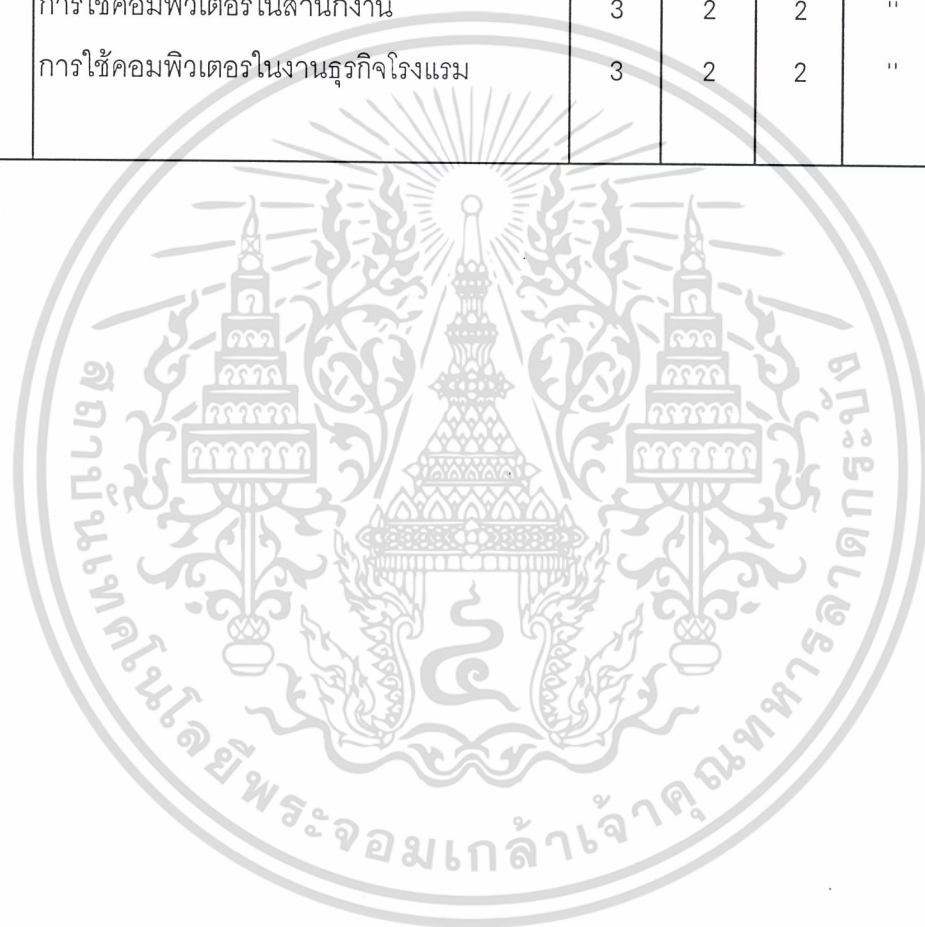 การใช้คอมพิวเตอร์ในสำนักงาน 3 2 2 "
การใช้คอมพิวเตอร์ในงานธุรกิจโรงแรม 3 2 2 "
สถาบันเทคโนโลยีพระจอมเกล้าเจ้าคุณทหารลาดกระบัง
๔